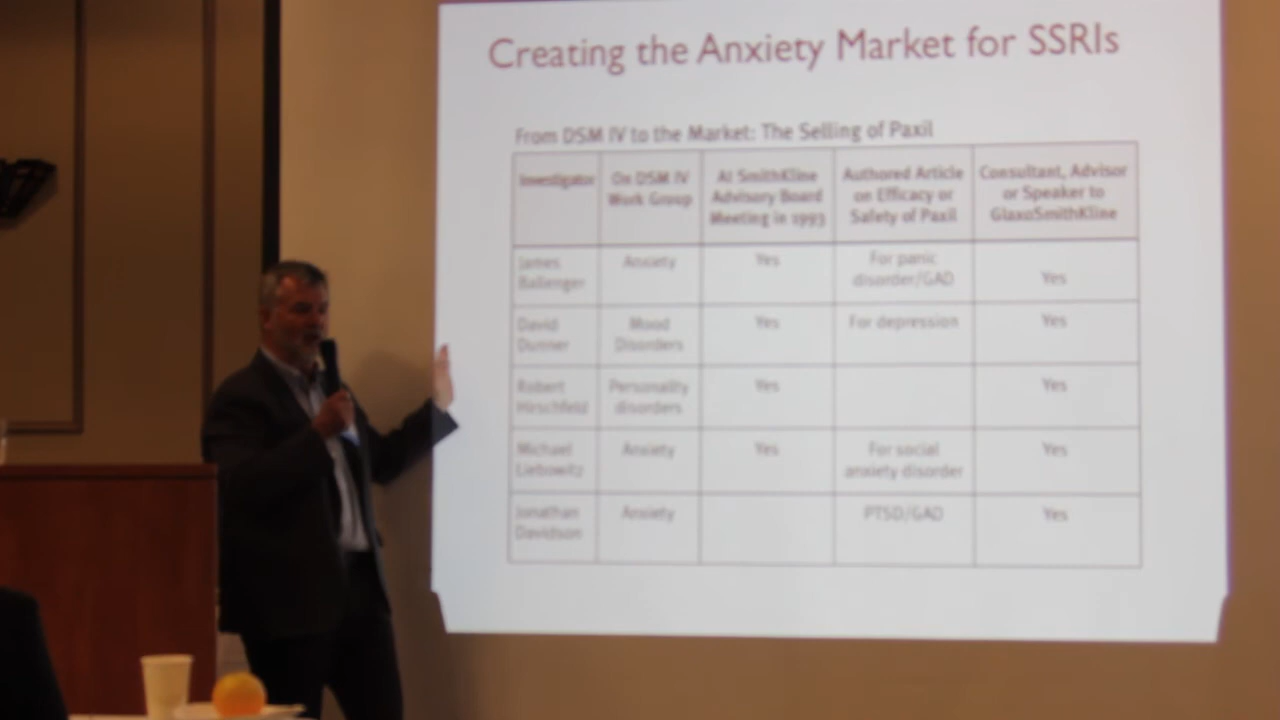 Creating the Anxiety Market for SSRIs
From DSM IV to the Market: The Selling of Paxil
Investigator
On DSM IV
Work Group
At SmithKline
Advisory Board
Meeting in 1993
Authored Article
on Efficacy or
Safety of Paxil
Consultant, Advisor
or Speaker to
GlaxoSmithKline
James
Ballenger
Anxiety
Yes
For panic
disorder/GAD
Yes
David
Dunner
Mood
Disorders
Yes
For depression
Yes
Robert
Hirschfeld
Personality
disorders
Yes
Yes
Michael
Liebowitz
Anxiety
Yes
For social
anxiety disorder
Yes
Jonathan
Davidson
Anxiety
PTSD/GAD
Yes